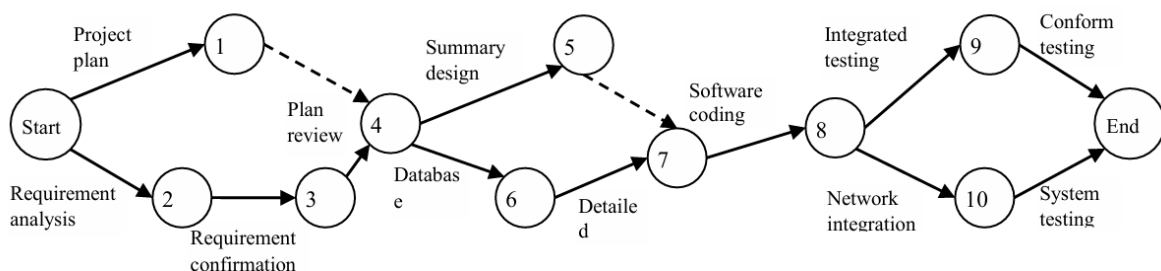 Project
plan
1
Start
Requirement
analysis
2
Requirement
confirmation
3
Plan
review
4
Summary
design
5
Databas
e
6
Detaile
d
7
Software
coding
8
Integrated
testing
9
Conform
testing
Network
integration
10
System
testing
End